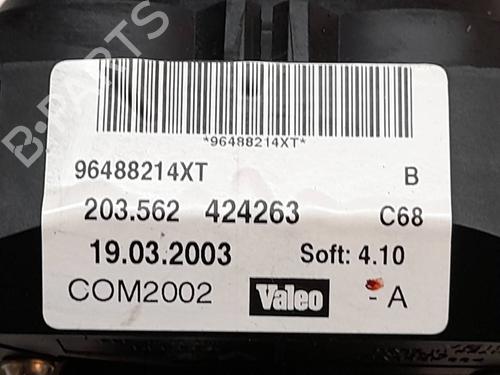 B-PARTS
*96488214XT*
96488214XT B
203.562 424263 C68
19.03.2003 Soft: 4.10
COM2002 Valeo - A